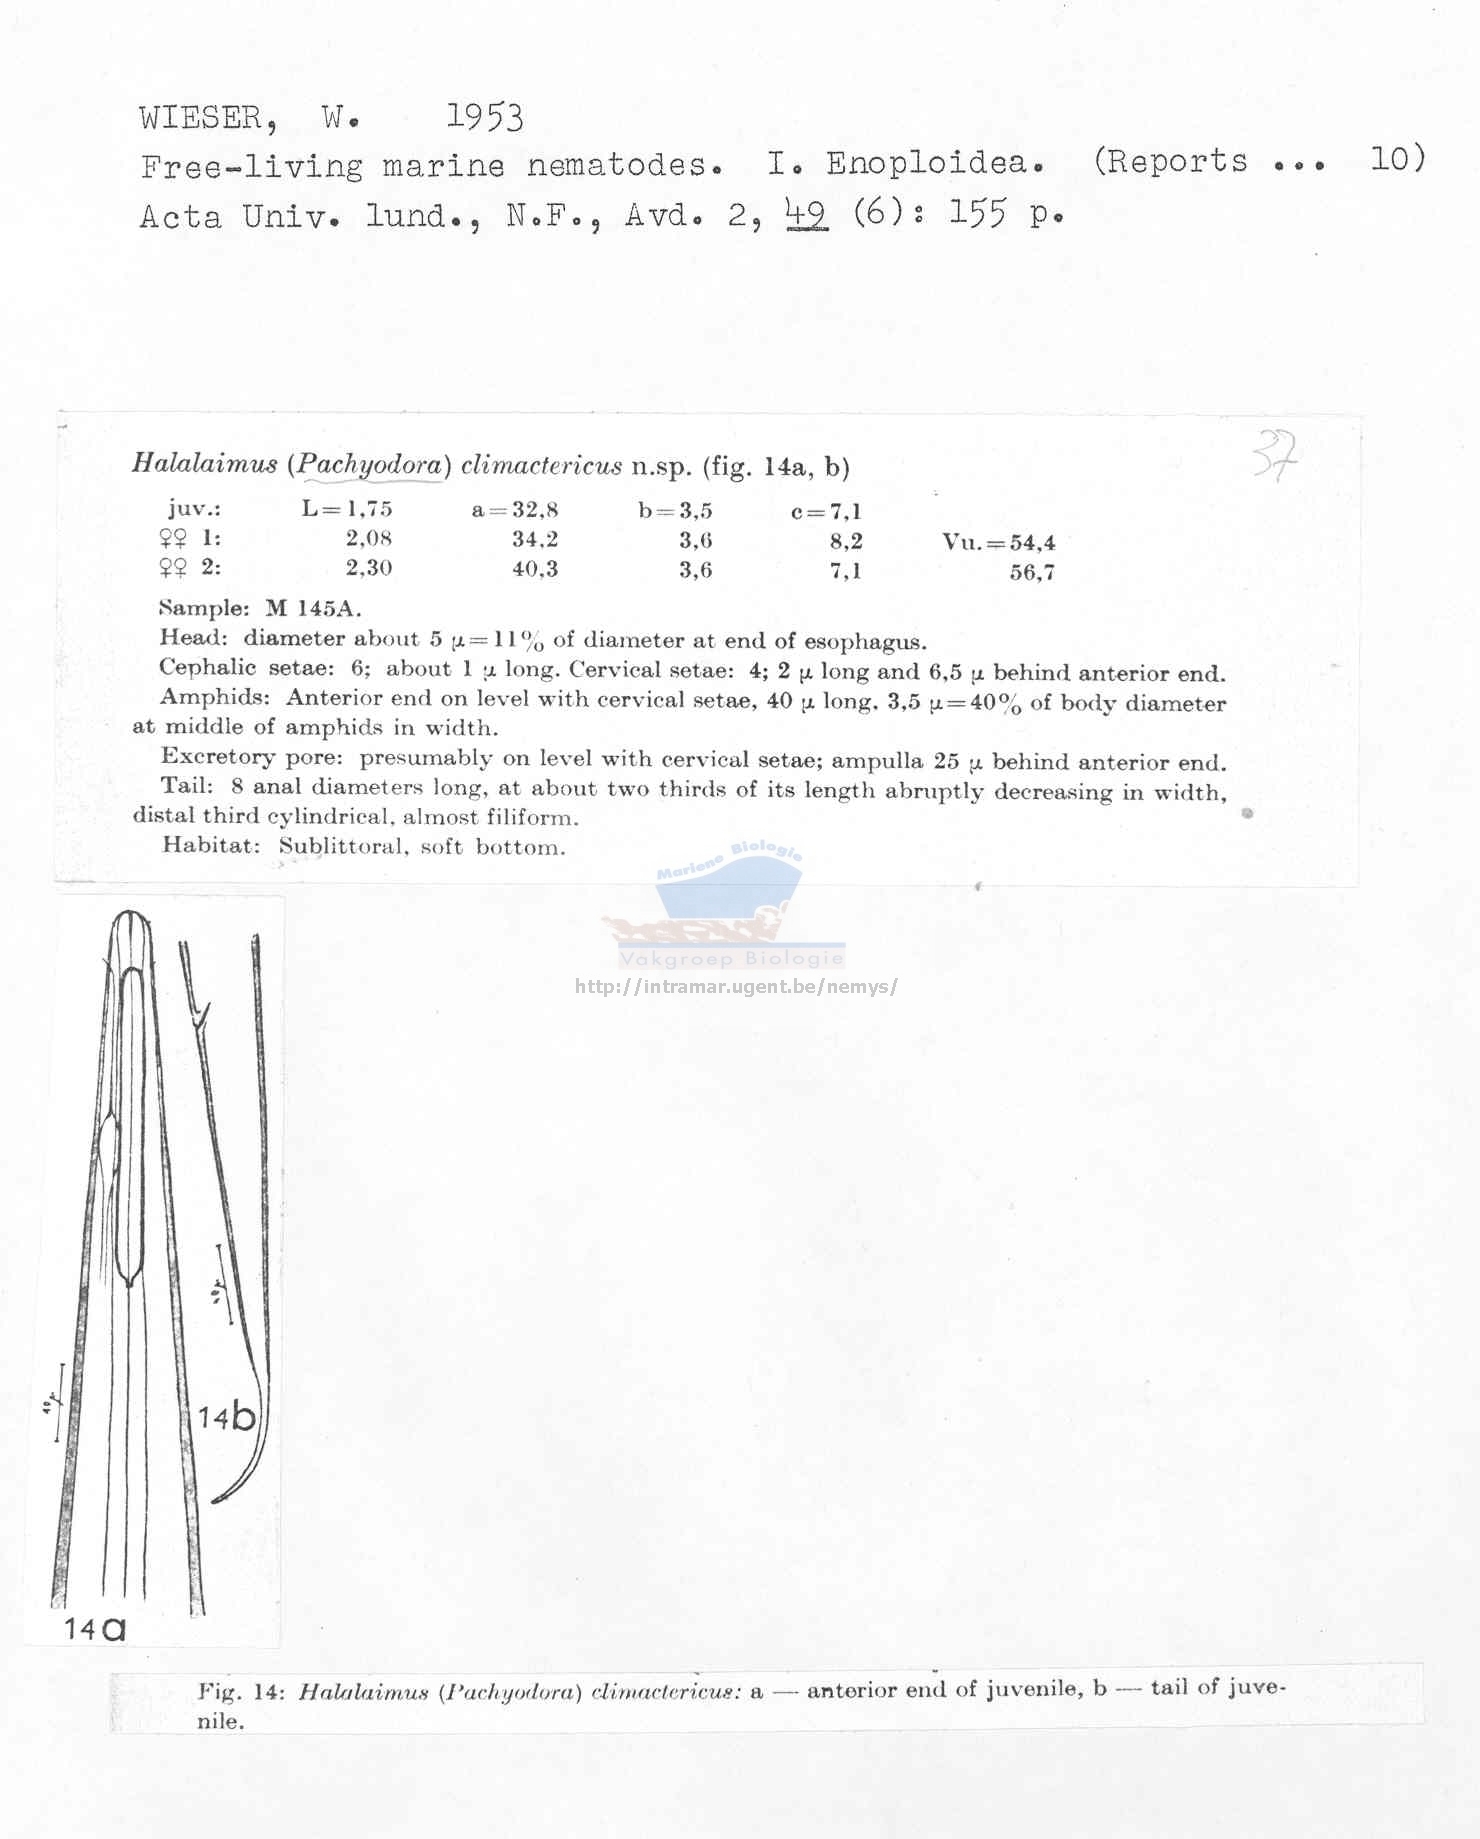 WIESER, W. 1953
Free-living marine nematodes. I. Enoploidea. (Reports ... 10)
Acta Univ. lund., N.F., Avd. 2, 49 (6): 155 p.
37
Halalaimus (Pachyodora) climactericus n.sp. (fig. 14a, b)
juv.: L=1,75 a=32,8 b=3,5 c=7,1
♀♀ 1: 2,08 34,2 3,6 8,2 Vu.=54,4
♀♀ 2: 2,30 40,3 3,6 7,1 56,7
Sample: M 145A.
Head: diameter about 5 µ=11% of diameter at end of esophagus.
Cephalic setae: 6; about 1 µ long. Cervical setae: 4; 2 µ long and 6,5 µ behind anterior end.
Amphids: Anterior end on level with cervical setae, 40 µ long, 3,5 µ=40% of body diameter
at middle of amphids in width.
Excretory pore: presumably on level with cervical setae; ampulla 25 µ behind anterior end.
Tail: 8 anal diameters long, at about two thirds of its length abruptly decreasing in width,
distal third cylindrical, almost filiform.
Habitat: Sublittoral, soft bottom.
Mariene Biologie
Vakgroep Biologie
http://intramar.ugent.be/nemys/
14b
14a
Fig. 14: Halalaimus (Pachyodora) climactericus: a — anterior end of juvenile, b — tail of juve-
nile.